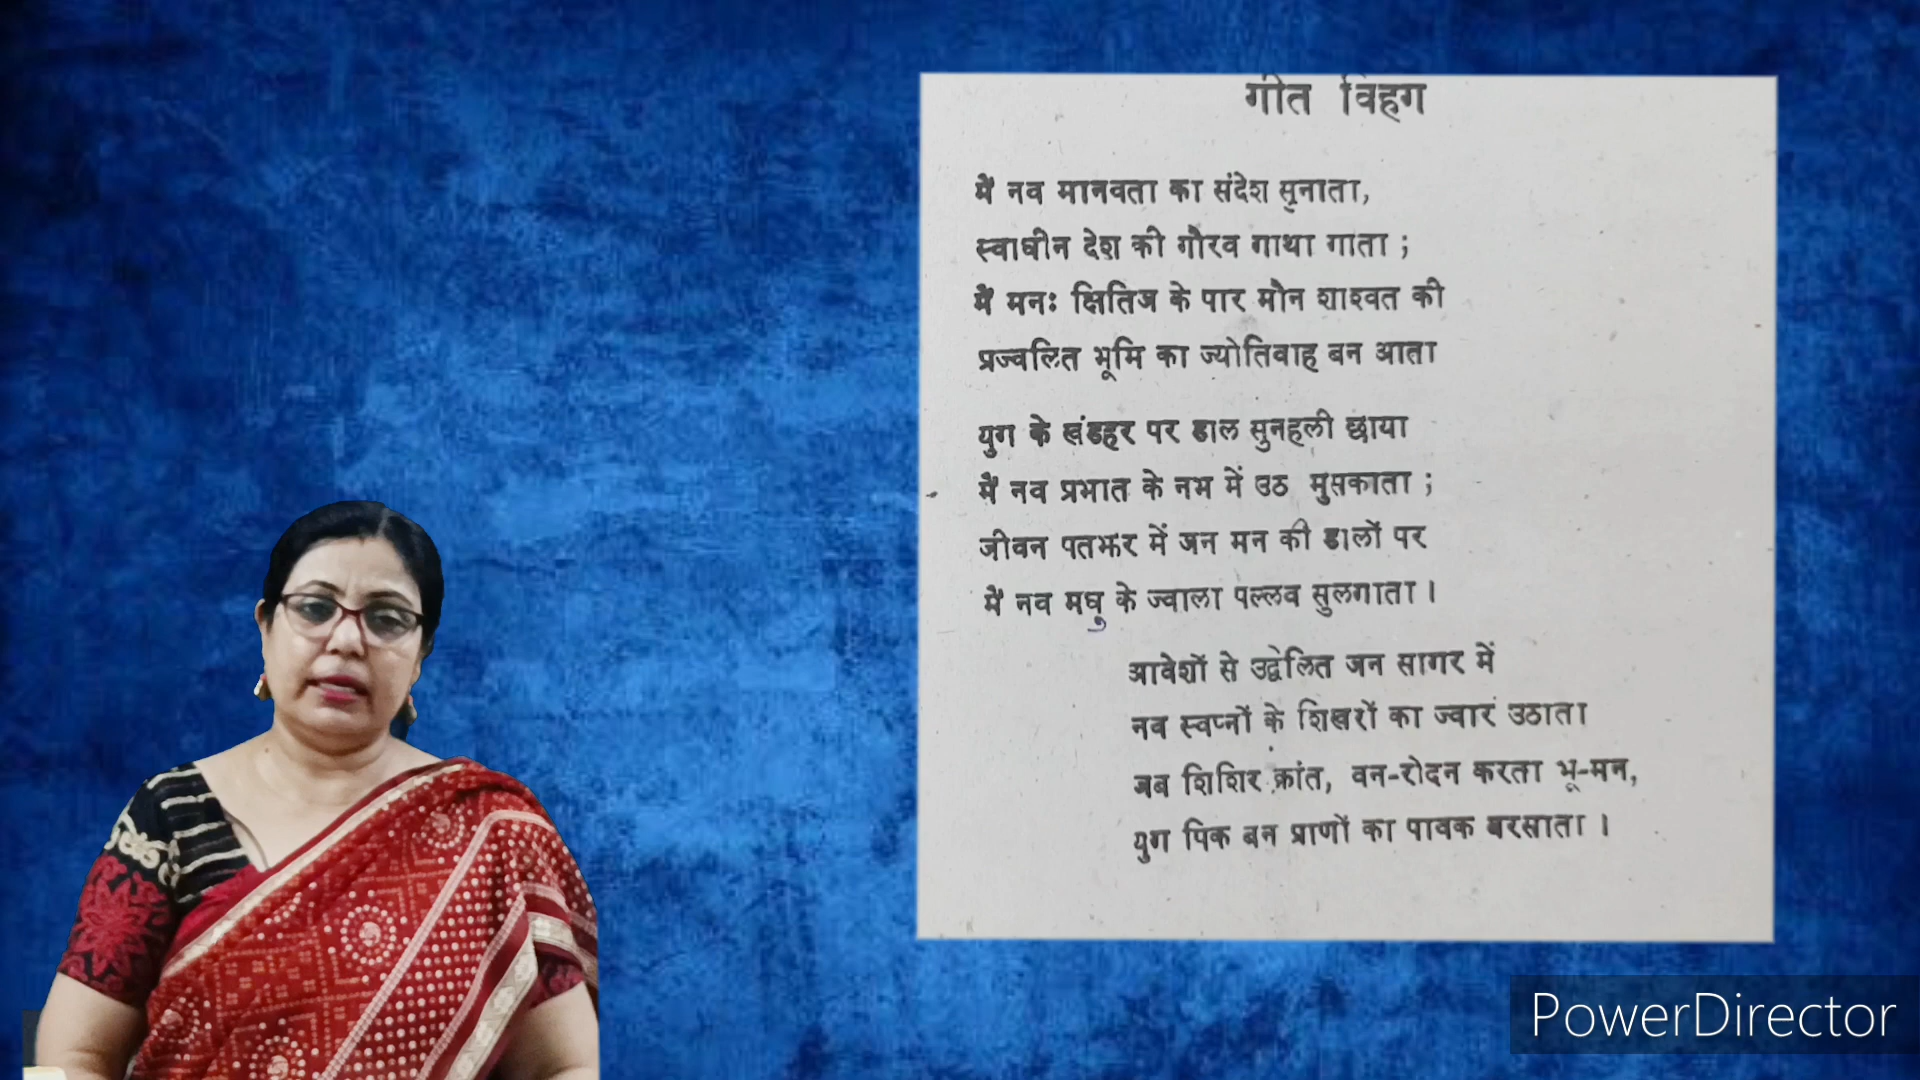 गीत विहग
मैं नव मानवता का संदेश सुनाता,
स्वाधीन देश की गौरव गाथा गाता ;
मैं मनः क्षितिज के पार मौन शाश्वत की
प्रज्वलित भूमि का ज्योतिवाह बन आता
युग के खंडहर पर डाल सुनहली छाया
मैं नव प्रभात के नभ में उठ मुसकाता ;
जीवन पतझर में जन मन की डालों पर
मैं नव मधु के ज्वाला पल्लव सुलगाता ।
आवेशों से उद्वेलित जन सागर में
नव स्वप्नों के शिखरों का ज्वार उठाता
जब शिशिर क्रांत, वन-रोदन करता भू-मन,
युग पिक बन प्राणों का पावक बरसाता ।
PowerDirector